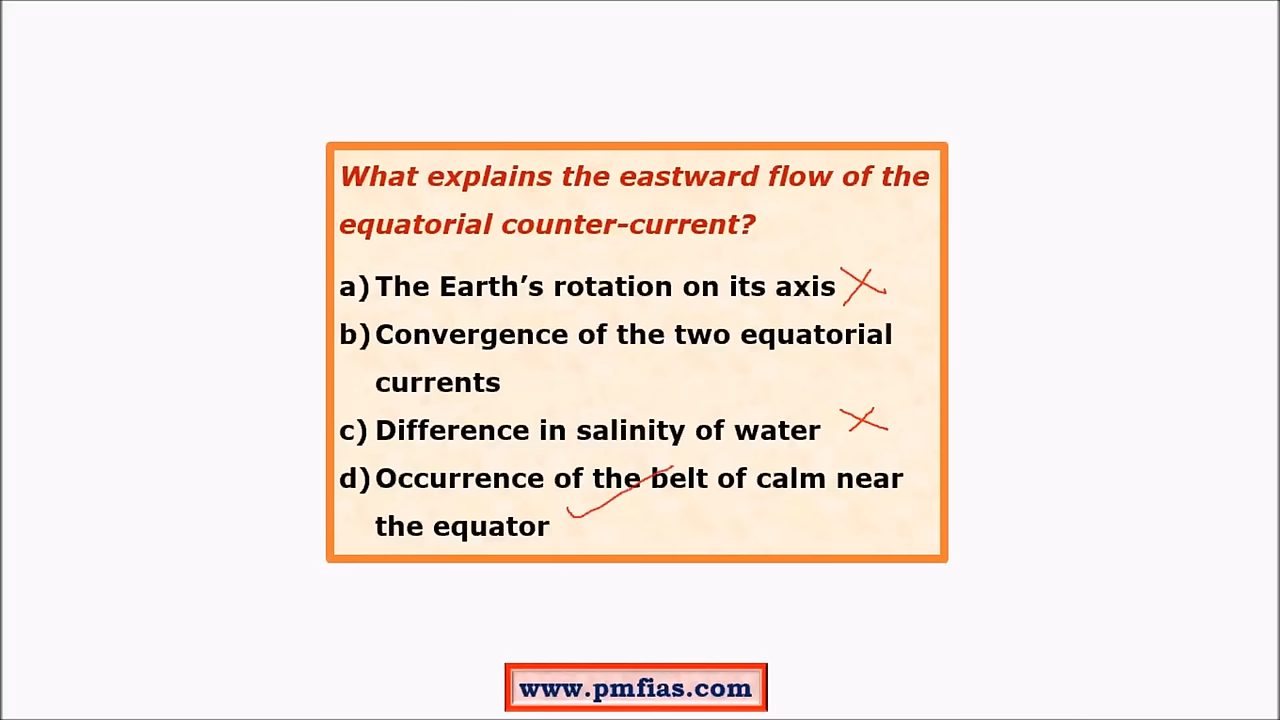 What explains the eastward flow of the
equatorial counter-current?
a) The Earth’s rotation on its axis
b) Convergence of the two equatorial
currents
c) Difference in salinity of water
d) Occurrence of the belt of calm near
the equator
www.pmfias.com